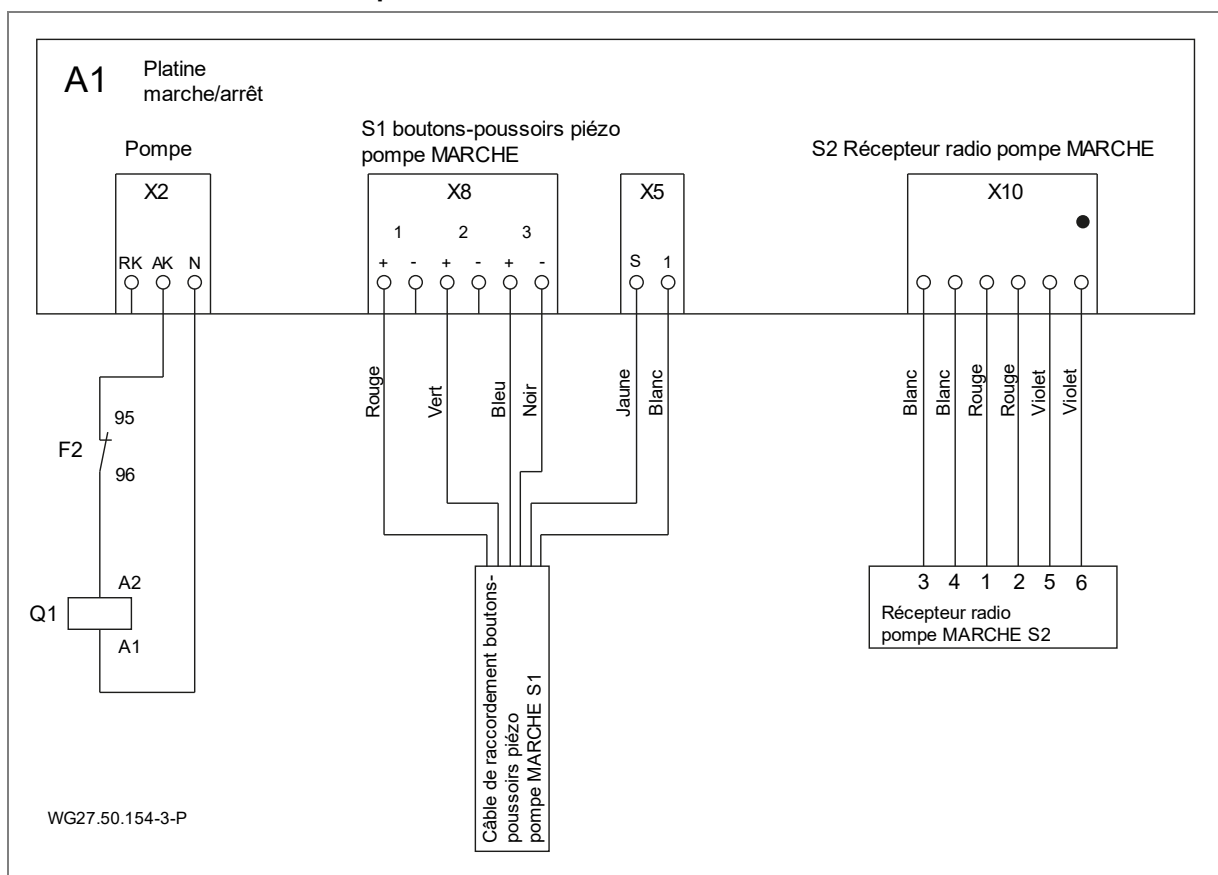 A1
Platine
marche/arrêt
Pompe
S1 boutons-poussoirs piézo
pompe MARCHE
S2 Récepteur radio pompe MARCHE
X2
X8
X5
X10
1 2 3
RK AK N
+ - + - + -
S 1
Rouge
Vert
Bleu
Noir
Jaune
Blanc
Blanc
Blanc
Rouge
Rouge
Violet
Violet
95
F2
96
A2
Q1
A1
3 4 1 2 5 6
Récepteur radio
pompe MARCHE S2
Câble de raccordement boutons-
poussoirs piézo
pompe MARCHE S1
WG27.50.154-3-P